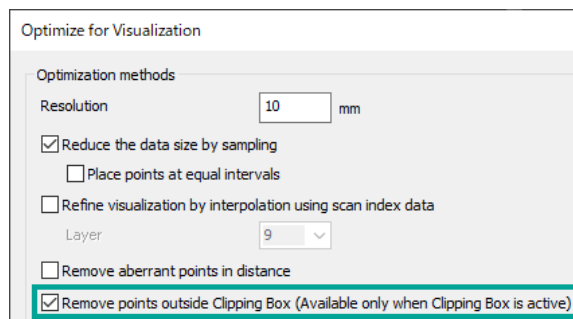 Optimize for Visualization
Optimization methods
Resolution 10 mm
Reduce the data size by sampling
Place points at equal intervals
Refine visualization by interpolation using scan index data
Layer 9
Remove aberrant points in distance
Remove points outside Clipping Box (Available only when Clipping Box is active)